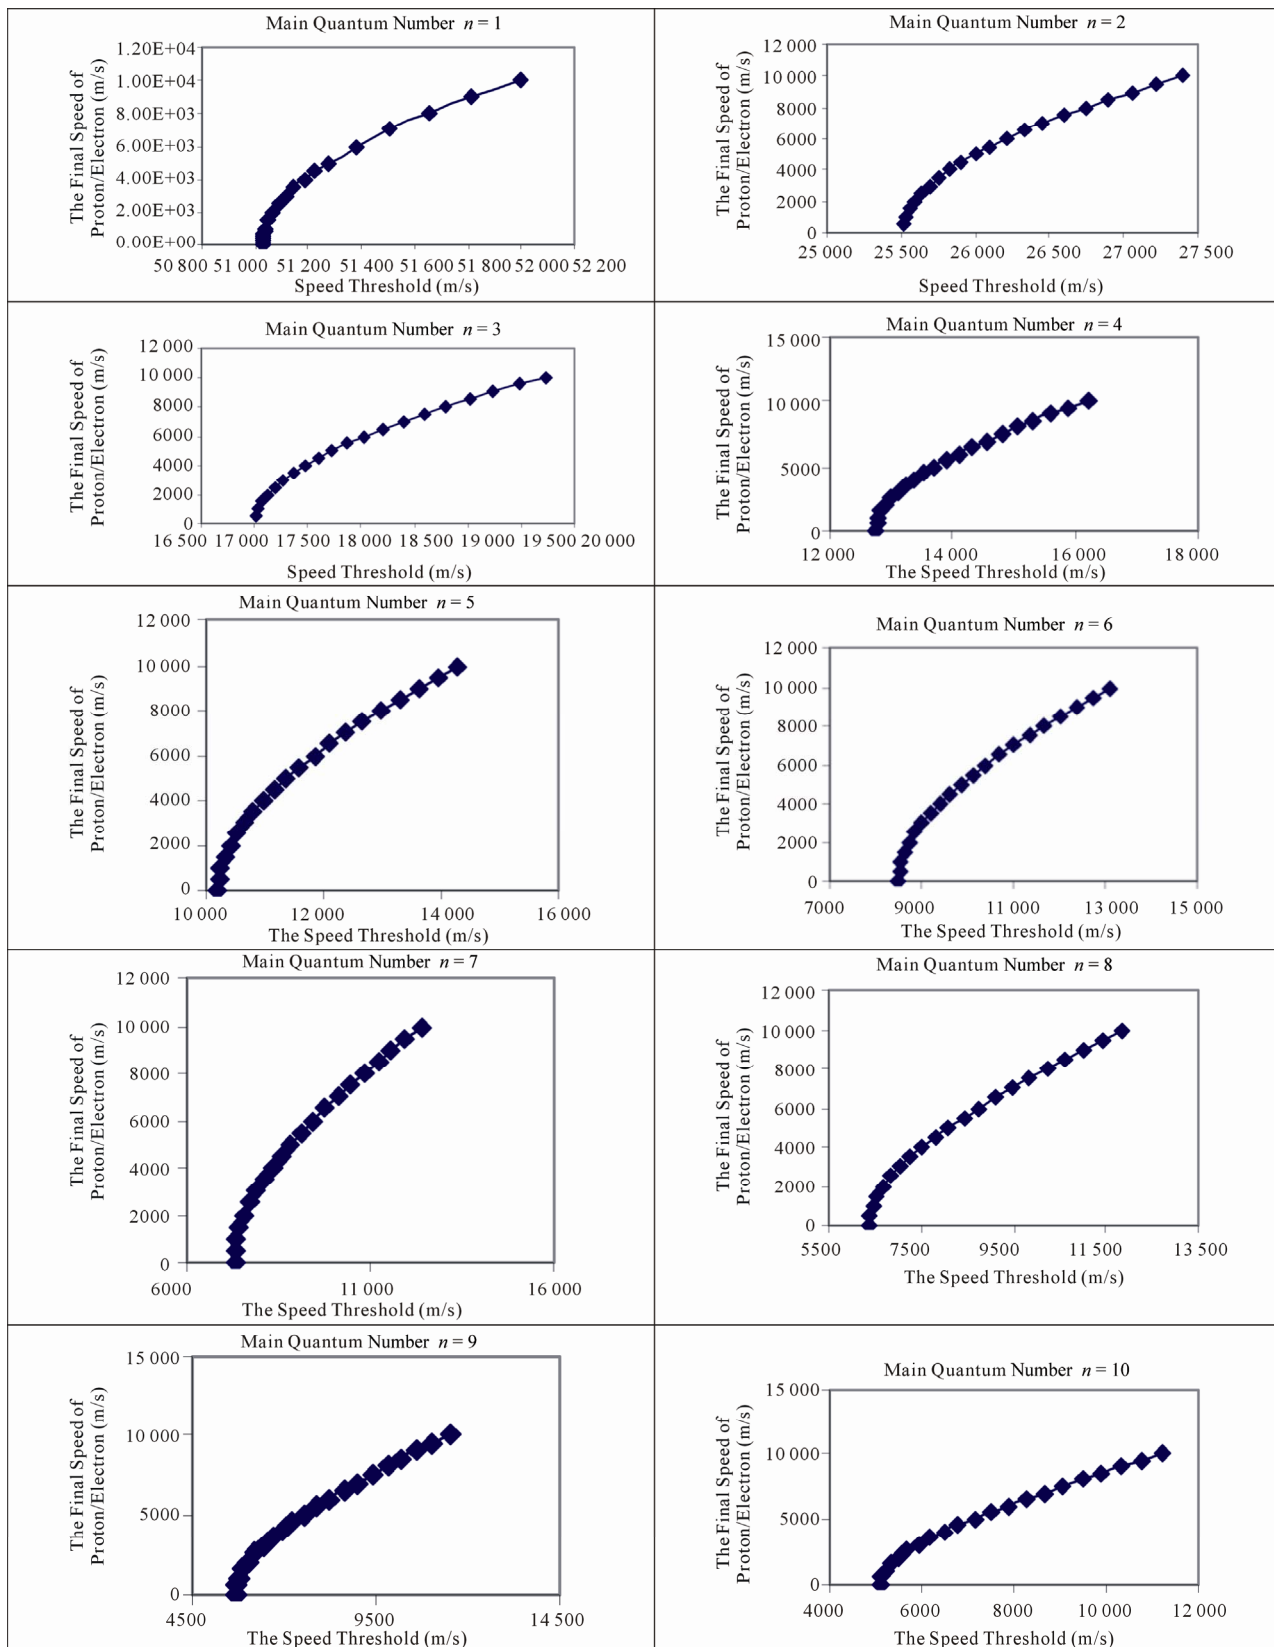 Main Quantum Number n = 1
The Final Speed of
Proton/Electron (m/s)
1.20E+04
1.00E+04
8.00E+03
6.00E+03
4.00E+03
2.00E+03
0.00E+00
50 800 51 000 51 200 51 400 51 600 51 800 52 000 52 200
Speed Threshold (m/s)
Main Quantum Number n = 2
The Final Speed of
Proton/Electron (m/s)
12 000
10 000
8000
6000
4000
2000
0
25 000 25 500 26 000 26 500 27 000 27 500
Speed Threshold (m/s)
Main Quantum Number n = 3
The Final Speed of
Proton/Electron (m/s)
12 000
10 000
8000
6000
4000
2000
0
16 500 17 000 17 500 18 000 18 500 19 000 19 500 20 000
Speed Threshold (m/s)
Main Quantum Number n = 4
The Final Speed of
Proton/Electron (m/s)
15 000
10 000
5000
0
12 000 14 000 16 000 18 000
The Speed Threshold (m/s)
Main Quantum Number n = 5
The Final Speed of
Proton/Electron (m/s)
12 000
10 000
8000
6000
4000
2000
0
10 000 12 000 14 000 16 000
The Speed Threshold (m/s)
Main Quantum Number n = 6
The Final Speed of
Proton/Electron (m/s)
12 000
10 000
8000
6000
4000
2000
0
7000 9000 11 000 13 000 15 000
The Speed Threshold (m/s)
Main Quantum Number n = 7
The Final Speed of
Proton/Electron (m/s)
12 000
10 000
8000
6000
4000
2000
0
6000 11 000 16 000
The Speed Threshold (m/s)
Main Quantum Number n = 8
The Final Speed of
Proton/Electron (m/s)
12 000
10 000
8000
6000
4000
2000
0
5500 7500 9500 11 500 13 500
The Speed Threshold (m/s)
Main Quantum Number n = 9
The Final Speed of
Proton/Electron (m/s)
15 000
10 000
5000
0
4500 9500 14 500
The Speed Threshold (m/s)
Main Quantum Number n = 10
The Final Speed of
Proton/Electron (m/s)
15 000
10 000
5000
0
4000 6000 8000 10 000 12 000
The Speed Threshold (m/s)